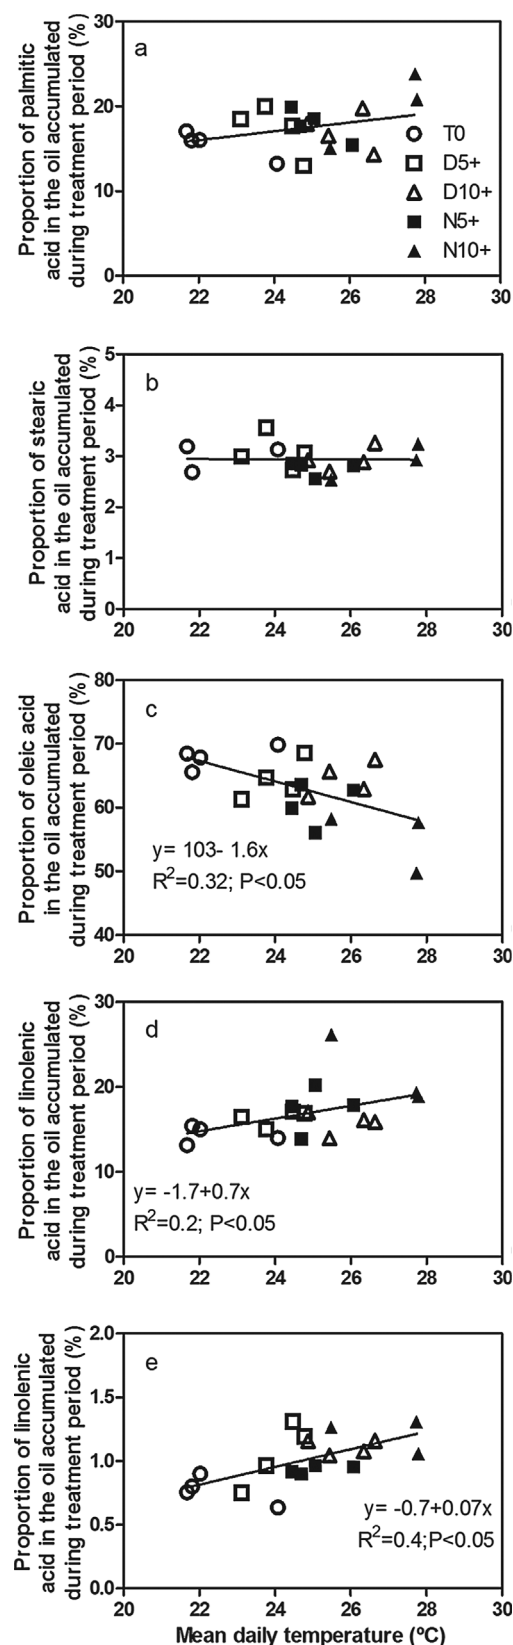 Proportion of palmitic
acid in the oil accumulated
during treatment period (%)
a
30
20
10
0
20 22 24 26 28 30
T0
D5+
D10+
N5+
N10+
Proportion of stearic
acid in the oil accumulated
during treatment period (%)
b
5
4
3
2
1
0
20 22 24 26 28 30
Proportion of oleic acid
in the oil accumulated
during treatment period (%)
c
80
70
60
50
40
y= 103- 1.6x
R²=0.32; P<0.05
20 22 24 26 28 30
Proportion of linolenic
acid in the oil accumulated
during treatment period (%)
d
30
20
10
0
y= -1.7+0.7x
R²=0.2; P<0.05
20 22 24 26 28 30
Proportion of linolenic
acid in the oil accumulated
during treatment period (%)
e
2.0
1.5
1.0
0.5
0.0
y= -0.7+0.07x
R²=0.4;P<0.05
20 22 24 26 28 30
Mean daily temperature (ºC)